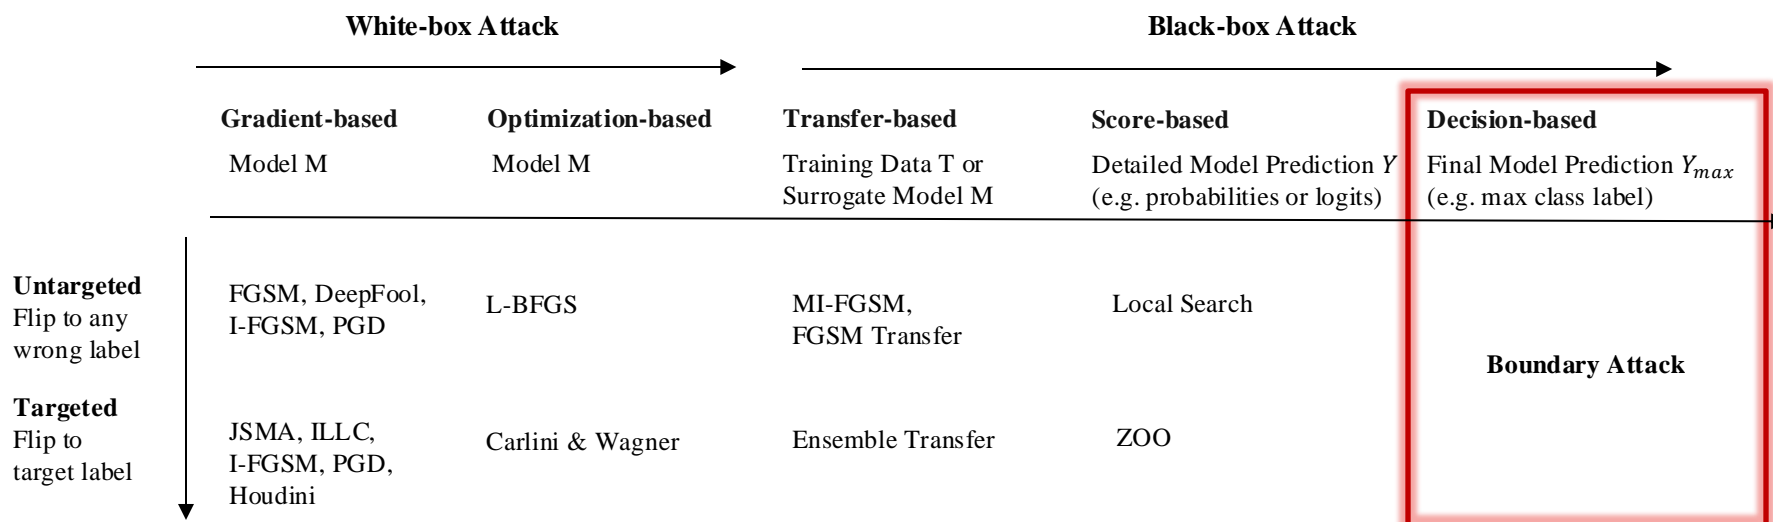 White-box Attack
Black-box Attack
Gradient-based
Model M
Optimization-based
Model M
Transfer-based
Training Data T or
Surrogate Model M
Score-based
Detailed Model Prediction Y
(e.g. probabilities or logits)
Decision-based
Final Model Prediction Y_max
(e.g. max class label)
Untargeted
Flip to any
wrong label
FGSM, DeepFool,
I-FGSM, PGD
L-BFGS
MI-FGSM,
FGSM Transfer
Local Search
Boundary Attack
Targeted
Flip to
target label
JSMA, ILLC,
I-FGSM, PGD,
Houdini
Carlini & Wagner
Ensemble Transfer
ZOO